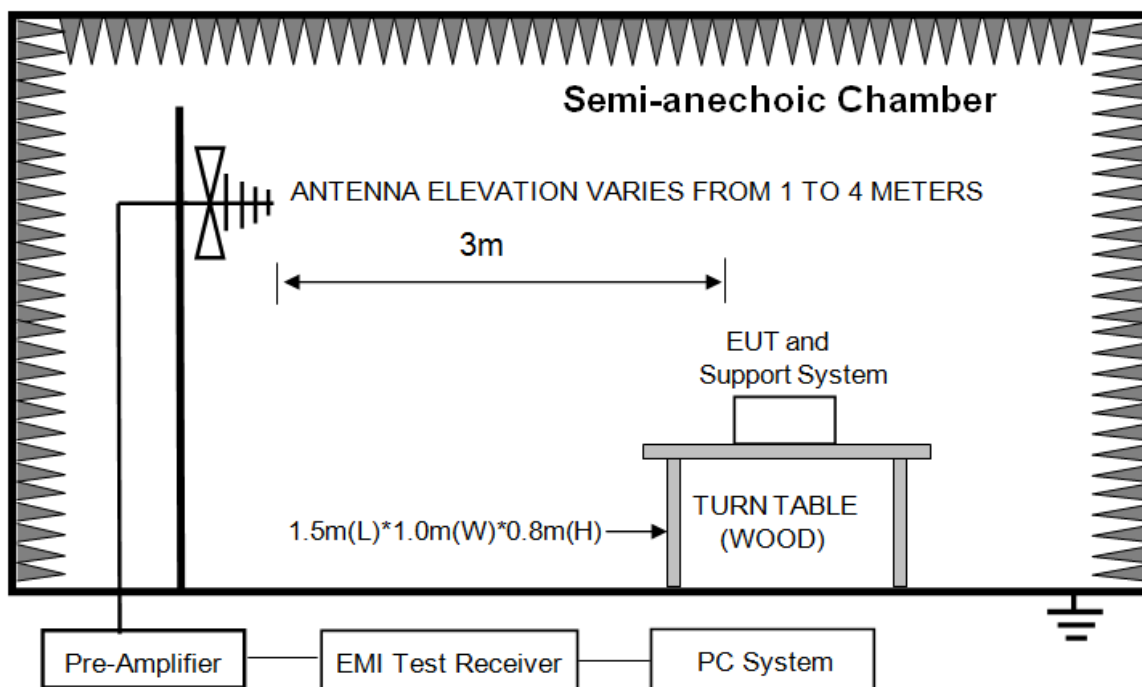 Semi-anechoic Chamber
ANTENNA ELEVATION VARIES FROM 1 TO 4 METERS
3m
EUT and
Support System
1.5m(L)*1.0m(W)*0.8m(H)
TURN TABLE
(WOOD)
Pre-Amplifier
EMI Test Receiver
PC System